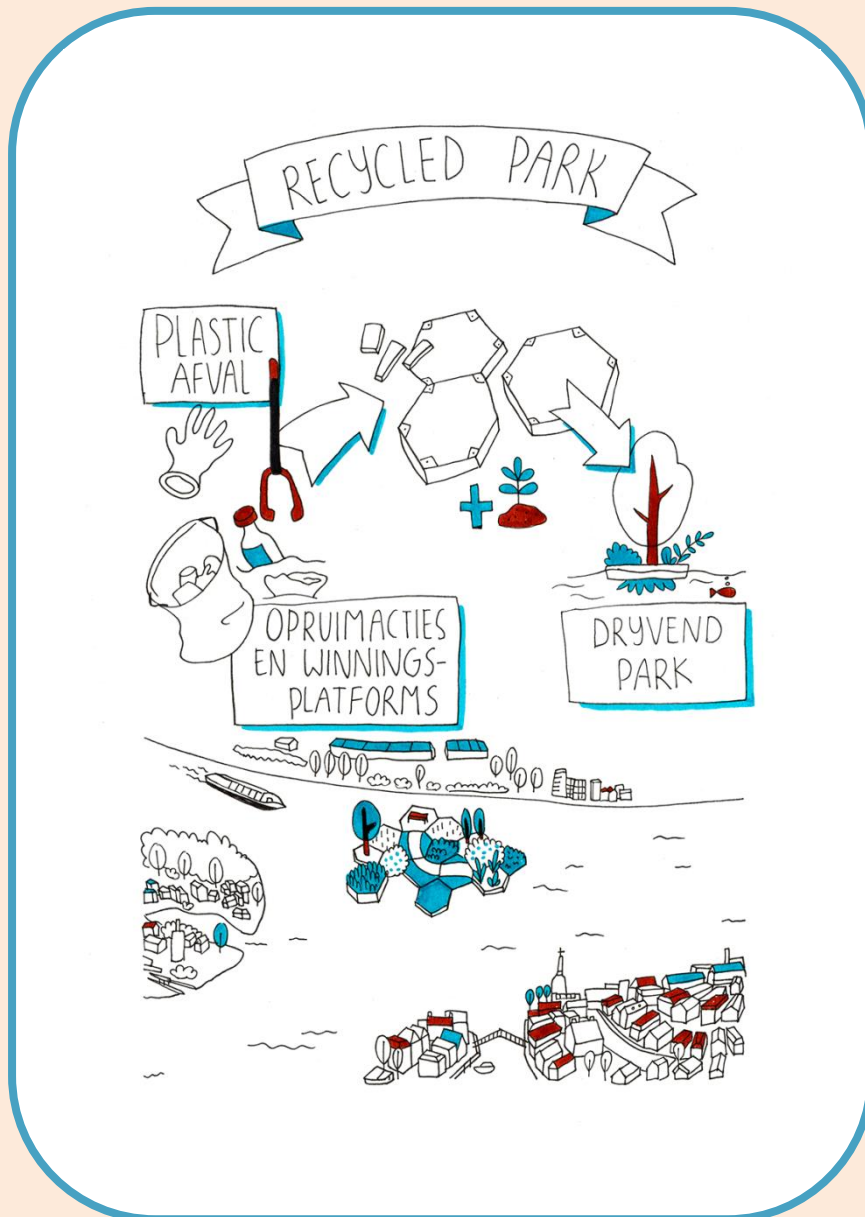 RECYCLED PARK
PLASTIC
AFVAL
OPRUIMACTIES
EN WINNINGS-
PLATFORMS
DRYVEND
PARK